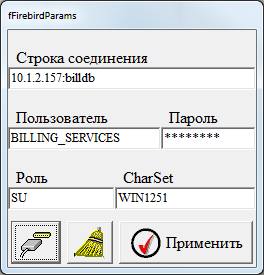 fFirebirdParams
Строка соединения
10.1.2.157:billdb
Пользователь Пароль
BILLING_SERVICES ********
Роль CharSet
SU WIN1251
Применить